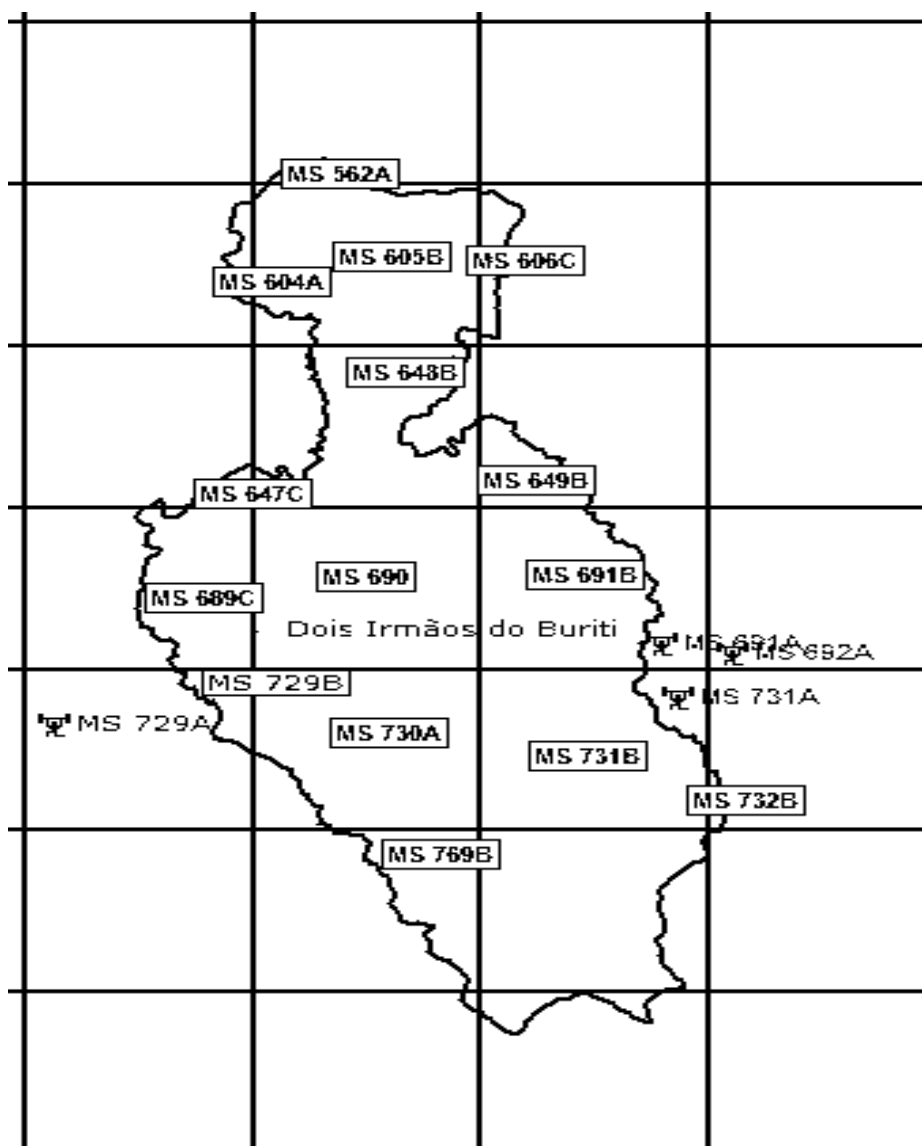 MS 562A
MS 605B
MS 606C
MS 604A
MS 648B
MS 649B
MS 647C
MS 690
MS 691B
MS 689C
Dois Irmãos do Buriti
MS 691A
MS 692A
MS 729B
MS 731A
MS 729A
MS 730A
MS 731B
MS 732B
MS 769B